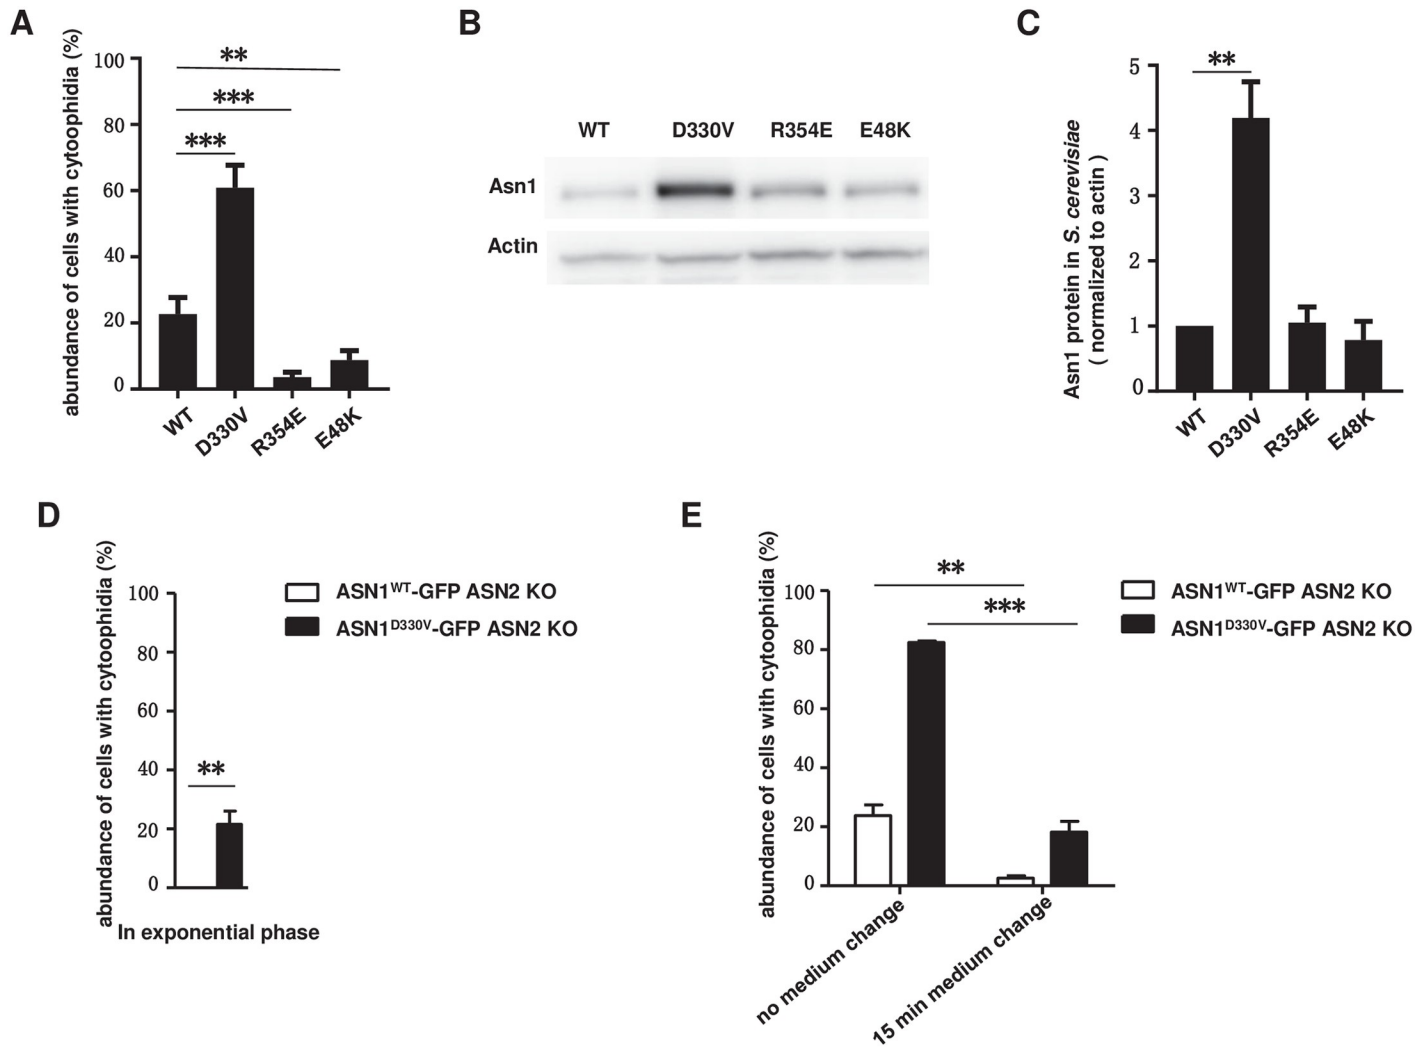 A
abundance of cells with cytoophidia (%)
100
80
60
40
20
0
**
***
***
WT
D330V
R354E
E48K
B
WT D330V R354E E48K
Asn1
Actin
C
Asn1 protein in S. cerevisiae
( normalized to actin )
5
4
3
2
1
0
**
WT
D330V
R354E
E48K
D
abundance of cells with cytoophidia (%)
100
80
60
40
20
0
**
In exponential phase
ASN1WT-GFP ASN2 KO
ASN1D330V-GFP ASN2 KO
E
abundance of cells with cytoophidia (%)
100
80
60
40
20
0
**
***
no medium change
15 min medium change
ASN1WT-GFP ASN2 KO
ASN1D330V-GFP ASN2 KO